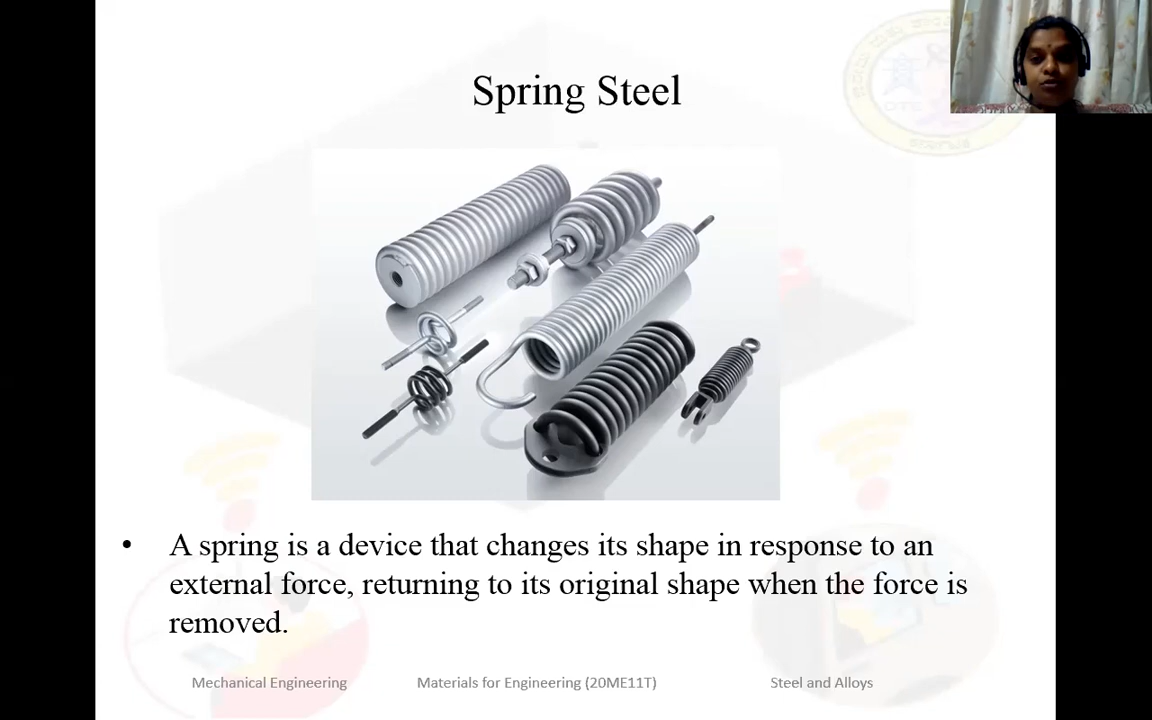 Spring Steel
• A spring is a device that changes its shape in response to an
external force, returning to its original shape when the force is
removed.
Mechanical Engineering Materials for Engineering (20ME11T) Steel and Alloys